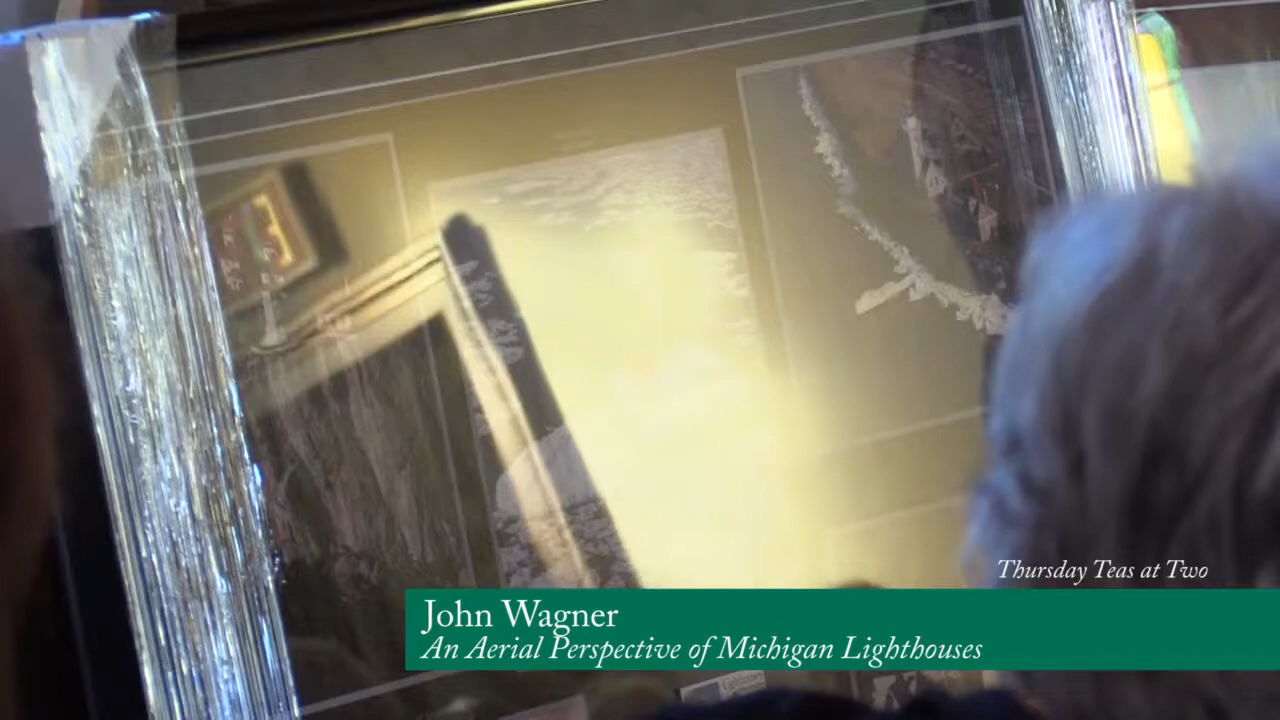 Thursday Teas at Two
John Wagner
An Aerial Perspective of Michigan Lighthouses